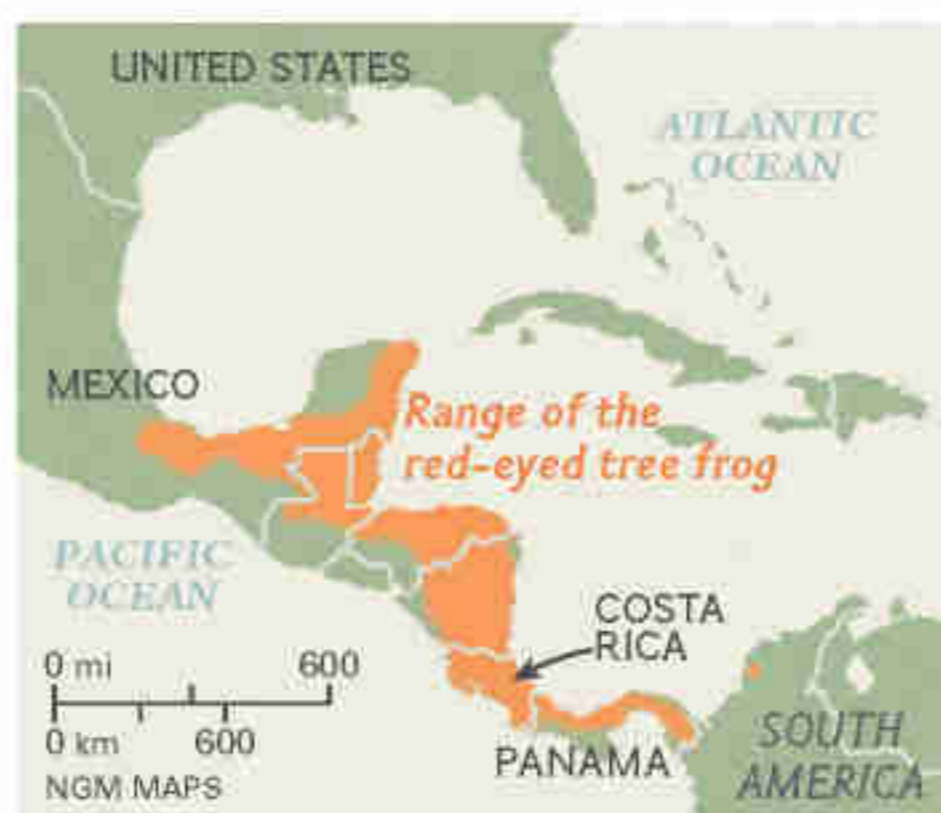 UNITED STATES
ATLANTIC
OCEAN
MEXICO
Range of the
red-eyed tree frog
PACIFIC
OCEAN
COSTA
RICA
0 mi 600
0 km 600
PANAMA
SOUTH
AMERICA
NGM MAPS